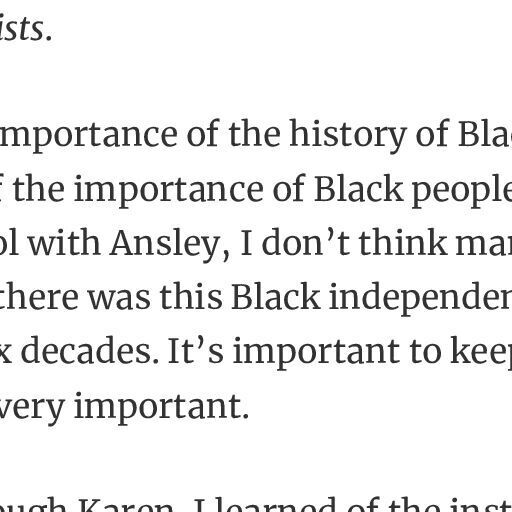 ists.
mportance of the history of Bla
f the importance of Black people
ol with Ansley, I don’t think ma
there was this Black independen
x decades. It’s important to kee
very important.
ough Karen, I learned of the inst